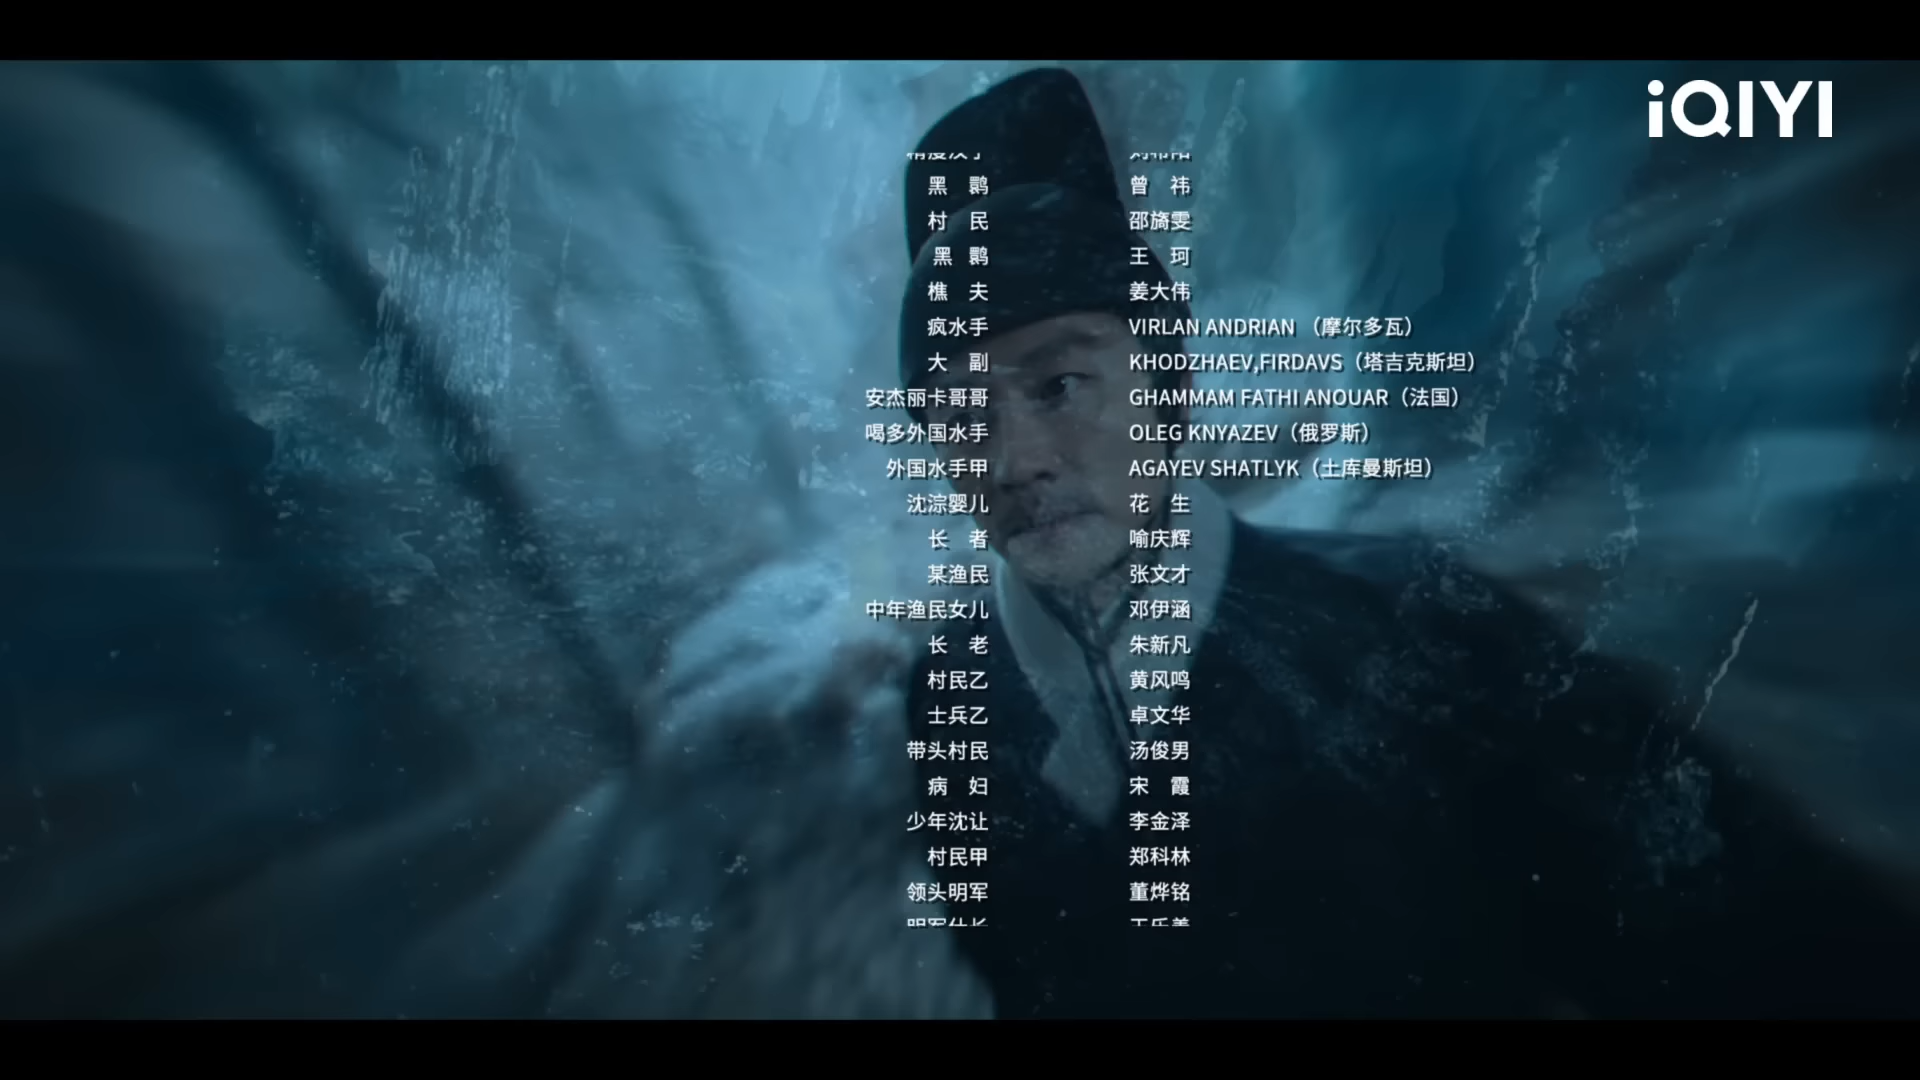 iQIYI
黑 鹮 曾 祎
村 民 邵旖雯
黑 鹮 王 珂
樵 夫 姜大伟
疯水手 VIRLAN ANDRIAN （摩尔多瓦）
大 副 KHODZHAEV,FIRDAVS（塔吉克斯坦）
安杰丽卡哥哥 GHAMMAM FATHI ANOUAR（法国）
喝多外国水手 OLEG KNYAZEV（俄罗斯）
外国水手甲 AGAYEV SHATLYK（土库曼斯坦）
沈淙婴儿 花 生
长 者 喻庆辉
某渔民 张文才
中年渔民女儿 邓伊涵
长 老 朱新凡
村民乙 黄风鸣
士兵乙 卓文华
带头村民 汤俊男
病 妇 宋 霞
少年沈让 李金泽
村民甲 郑科林
领头明军 董烨铭